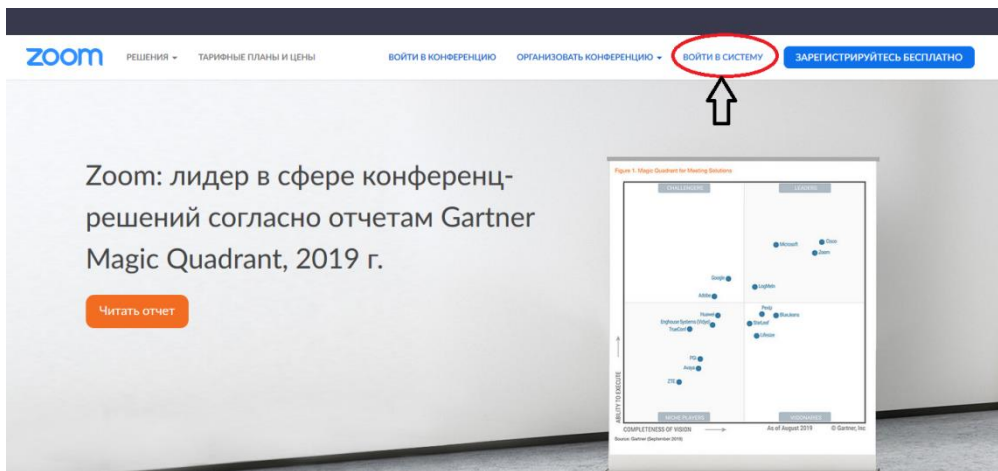 zoom
РЕШЕНИЯ
ТАРИФНЫЕ ПЛАНЫ И ЦЕНЫ
ВОЙТИ В КОНФЕРЕНЦИЮ
ОРГАНИЗОВАТЬ КОНФЕРЕНЦИЮ
ВОЙТИ В СИСТЕМУ
ЗАРЕГИСТРИРУЙТЕСЬ БЕСПЛАТНО
Zoom: лидер в сфере конференц-
решений согласно отчетам Gartner
Magic Quadrant, 2019 г.
Читать отчет
Figure 1. Magic Quadrant for Meeting Solutions
CHALLENGERS
LEADERS
Microsoft
Cisco
Zoom
Google
LogMeIn
Adobe
Huawei
Pexip
BlueJeans
Enghouse Systems (Vidyo)
StarLeaf
TrueConf
Lifesize
PGi
Avaya
ZTE
ABILITY TO EXECUTE
NICHE PLAYERS
VISIONARIES
COMPLETENESS OF VISION
As of August 2019
© Gartner, Inc
Source: Gartner (September 2019)